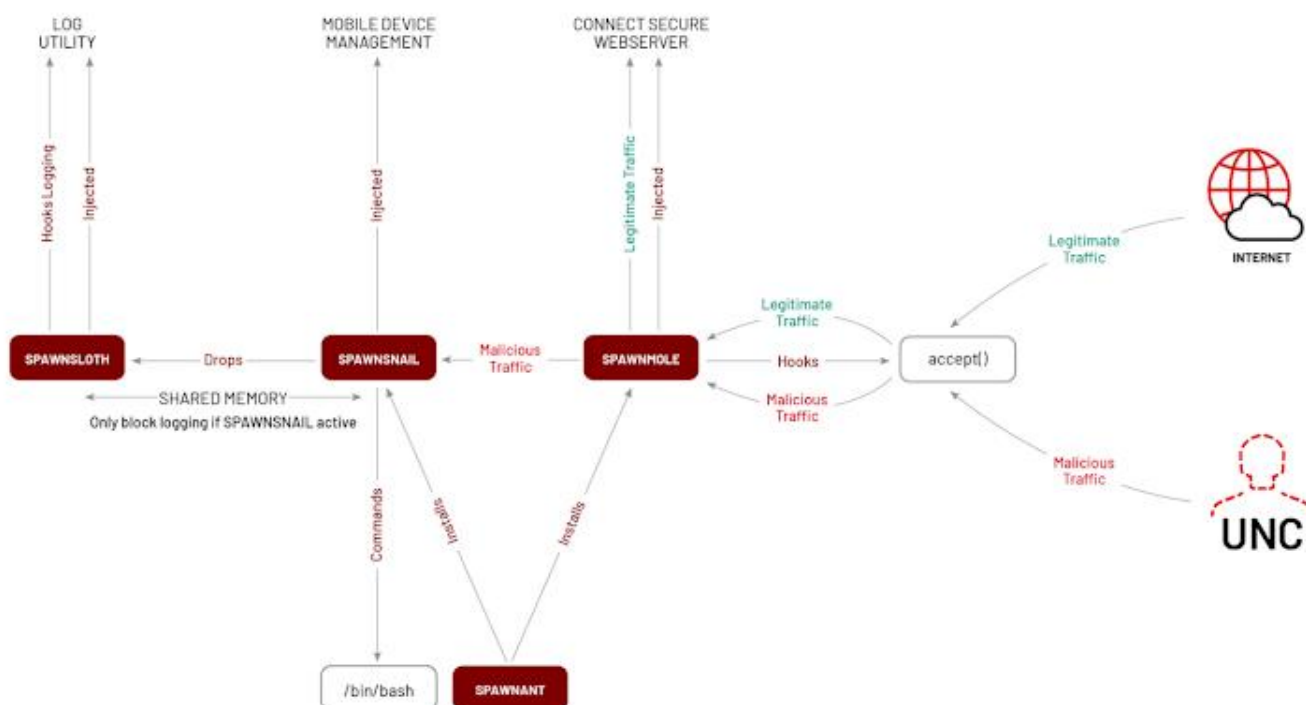 LOG
UTILITY
MOBILE DEVICE
MANAGEMENT
CONNECT SECURE
WEBSERVER
Hooks Logging
Injected
Injected
Legitimate Traffic
Injected
Legitimate
Traffic
INTERNET
Legitimate
Traffic
SPAWNSLOTH
Drops
SPAWNSNAIL
Malicious
Traffic
SPAWNMOLE
Hooks
accept()
SHARED MEMORY
Only block logging if SPAWNSNAIL active
Malicious
Traffic
Malicious
Traffic
UNC
Commands
Installs
Installs
/bin/bash
SPAWNANT